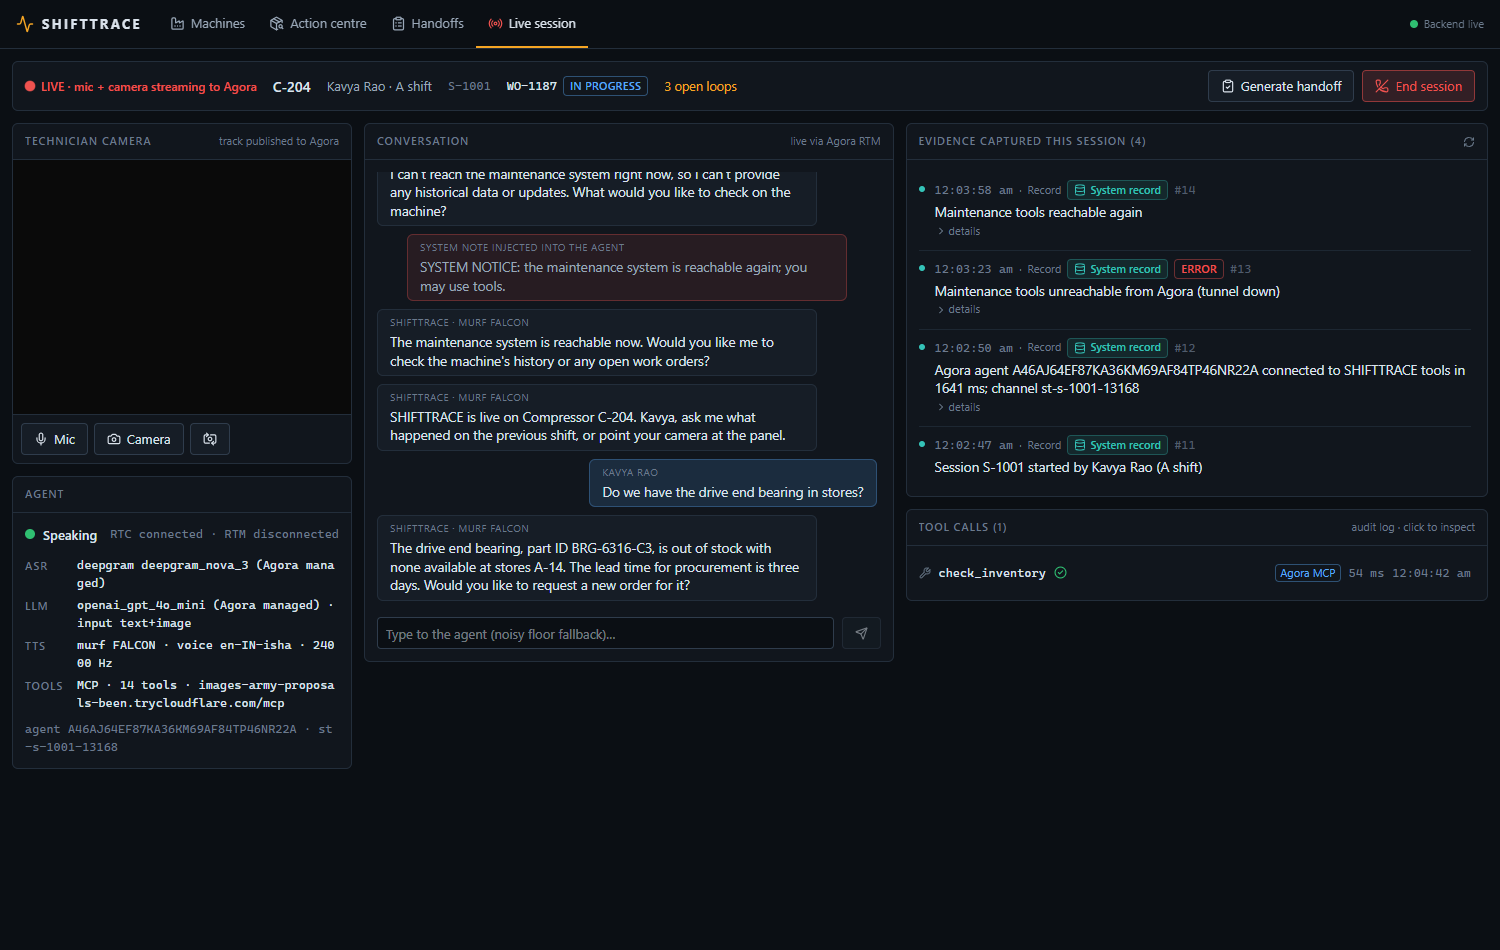 SHIFTTRACE
Machines
Action centre
Handoffs
Live session
Backend live
LIVE · mic + camera streaming to Agora
C-204
Kavya Rao · A shift
S-1001
WO-1187
IN PROGRESS
3 open loops
Generate handoff
End session
TECHNICIAN CAMERA
track published to Agora
Mic
Camera
AGENT
Speaking
RTC connected · RTM disconnected
ASR
deepgram deepgram_nova_3 (Agora mana
ged)
LLM
openai_gpt_4o_mini (Agora managed) ·
input text+image
TTS
murf FALCON · voice en-IN-isha · 240
00 Hz
TOOLS
MCP · 14 tools · images-army-proposa
ls-been.trycloudflare.com/mcp
agent A46AJ64EF87KA36KM69AF84TP46NR22A · st
-s-1001-13168
CONVERSATION
live via Agora RTM
I can't reach the maintenance system right now, so I can't provide
any historical data or updates. What would you like to check on the
machine?
SYSTEM NOTE INJECTED INTO THE AGENT
SYSTEM NOTICE: the maintenance system is reachable again; you
may use tools.
SHIFTTRACE · MURF FALCON
The maintenance system is reachable now. Would you like me to
check the machine's history or any open work orders?
SHIFTTRACE · MURF FALCON
SHIFTTRACE is live on Compressor C-204. Kavya, ask me what
happened on the previous shift, or point your camera at the panel.
KAVYA RAO
Do we have the drive end bearing in stores?
SHIFTTRACE · MURF FALCON
The drive end bearing, part ID BRG-6316-C3, is out of stock with
none available at stores A-14. The lead time for procurement is three
days. Would you like to request a new order for it?
Type to the agent (noisy floor fallback)...
EVIDENCE CAPTURED THIS SESSION (4)
12:03:58 am · Record System record #14
Maintenance tools reachable again
details
12:03:23 am · Record System record ERROR #13
Maintenance tools unreachable from Agora (tunnel down)
details
12:02:50 am · Record System record #12
Agora agent A46AJ64EF87KA36KM69AF84TP46NR22A connected to SHIFTTRACE tools in
1641 ms; channel st-s-1001-13168
details
12:02:47 am · Record System record #11
Session S-1001 started by Kavya Rao (A shift)
TOOL CALLS (1)
audit log · click to inspect
check_inventory
Agora MCP 54 ms 12:04:42 am